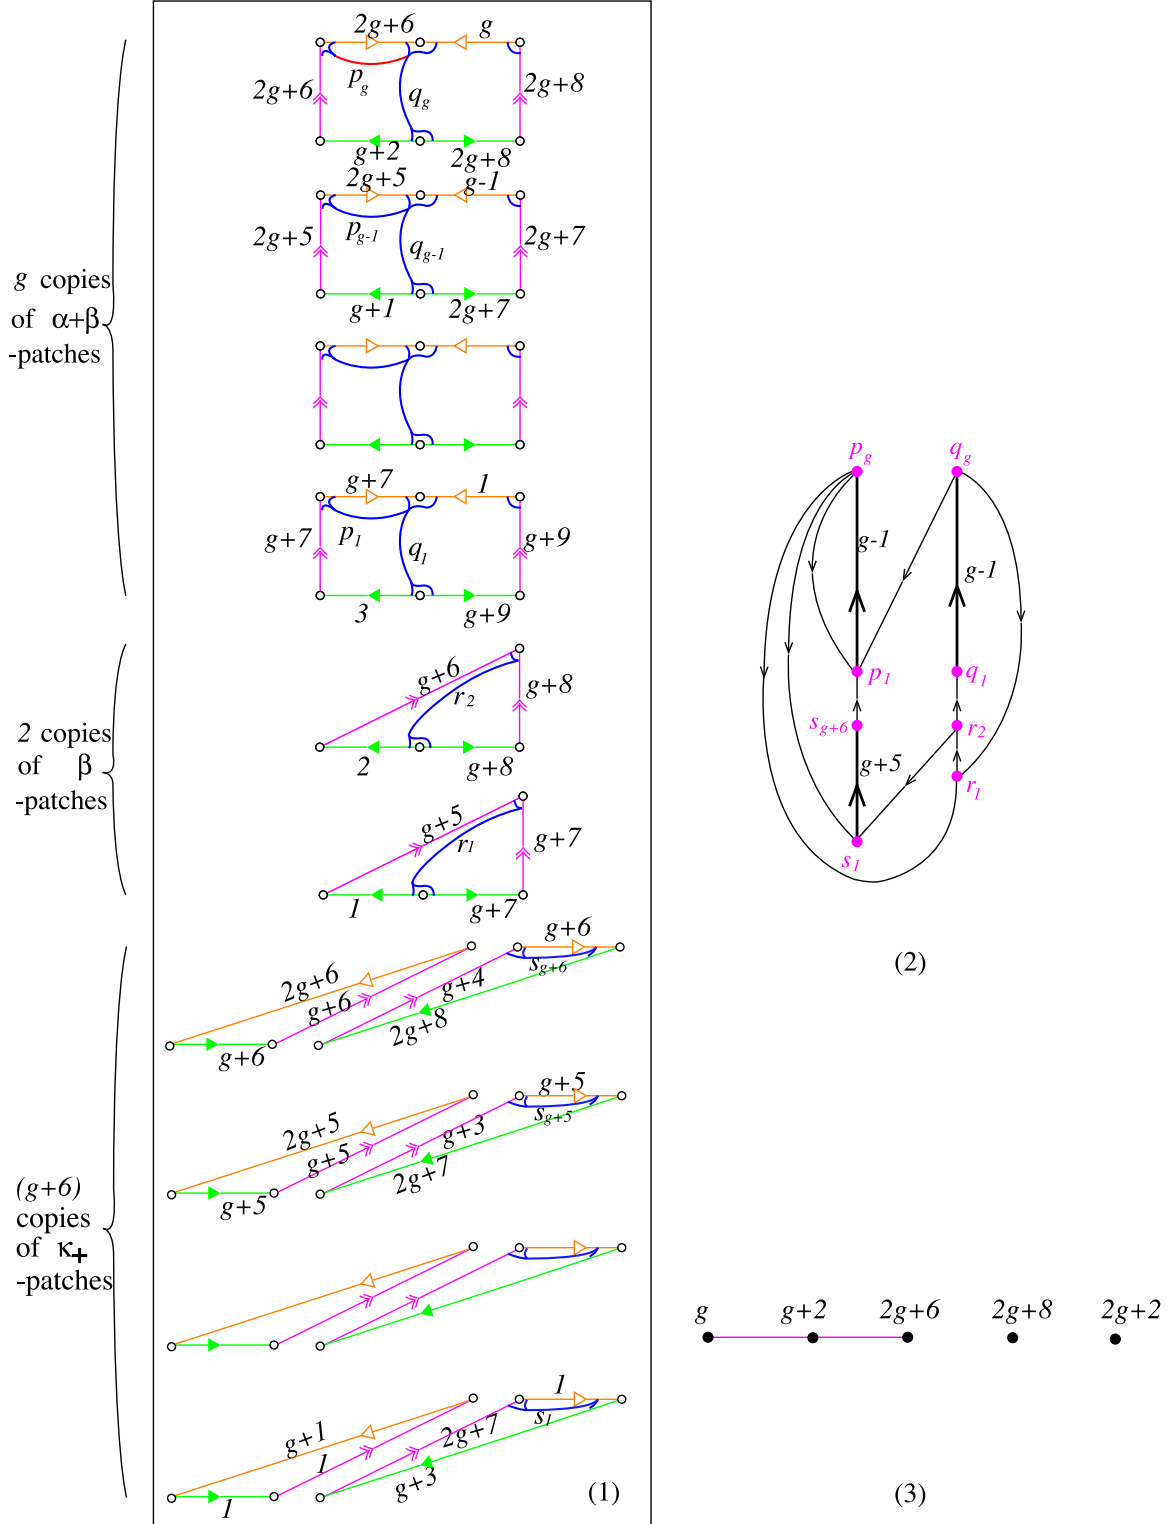 2g+6 g
2g+6 p_g q_g 2g+8
g+2 2g+8
2g+5 g-1
2g+5 p_{g-1} q_{g-1} 2g+7
g+1 2g+7
g copies
of α+β
-patches
g+7 1
g+7 p_1 q_1 g+9
3 g+9
g+6 r_2 g+8
2 g+8
2 copies
of β
-patches
g+5 r_1 g+7
1 g+7
g+6
2g+6 g+6 g+4 s_{g+6}
g+6 2g+8
g+5
2g+5 g+5 g+3 s_{g+5}
g+5 2g+7
(g+6)
copies
of κ+
-patches
1
g+1 1 2g+7 s_1
1 g+3
(1)
p_g q_g
g-1 g-1
p_1 q_1
s_{g+6} r_2
g+5 r_1
s_1
(2)
g g+2 2g+6 2g+8 2g+2
(3)